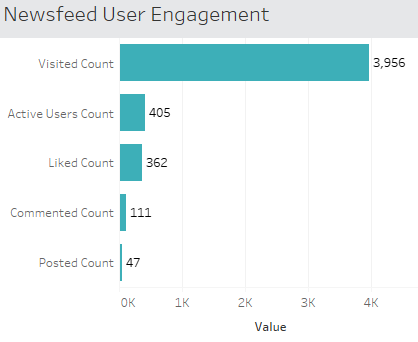 Newsfeed User Engagement
Visited Count 3,956
Active Users Count 405
Liked Count 362
Commented Count 111
Posted Count 47
0K 1K 2K 3K 4K
Value